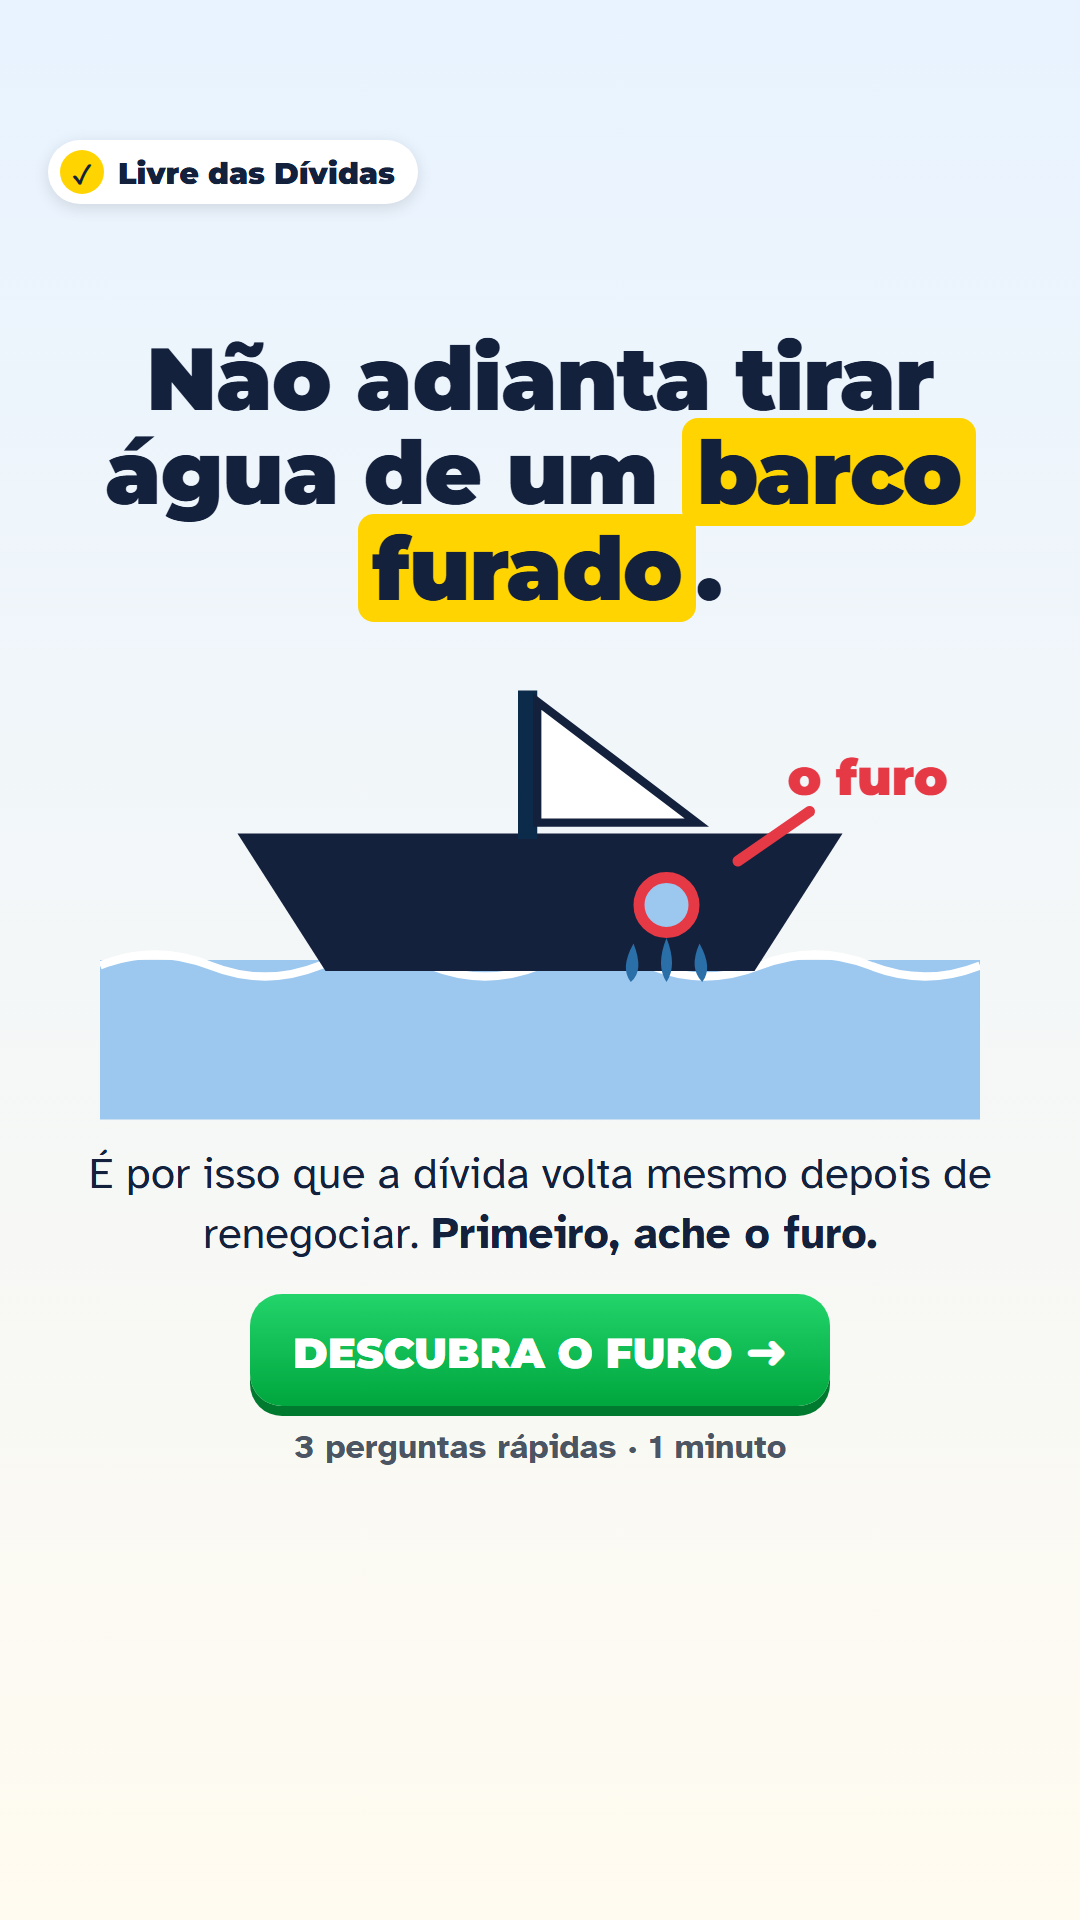 ✓ Livre das Dívidas
Não adianta tirar
água de um barco
furado.
o furo
É por isso que a dívida volta mesmo depois de
renegociar. Primeiro, ache o furo.
DESCUBRA O FURO ➜
3 perguntas rápidas · 1 minuto